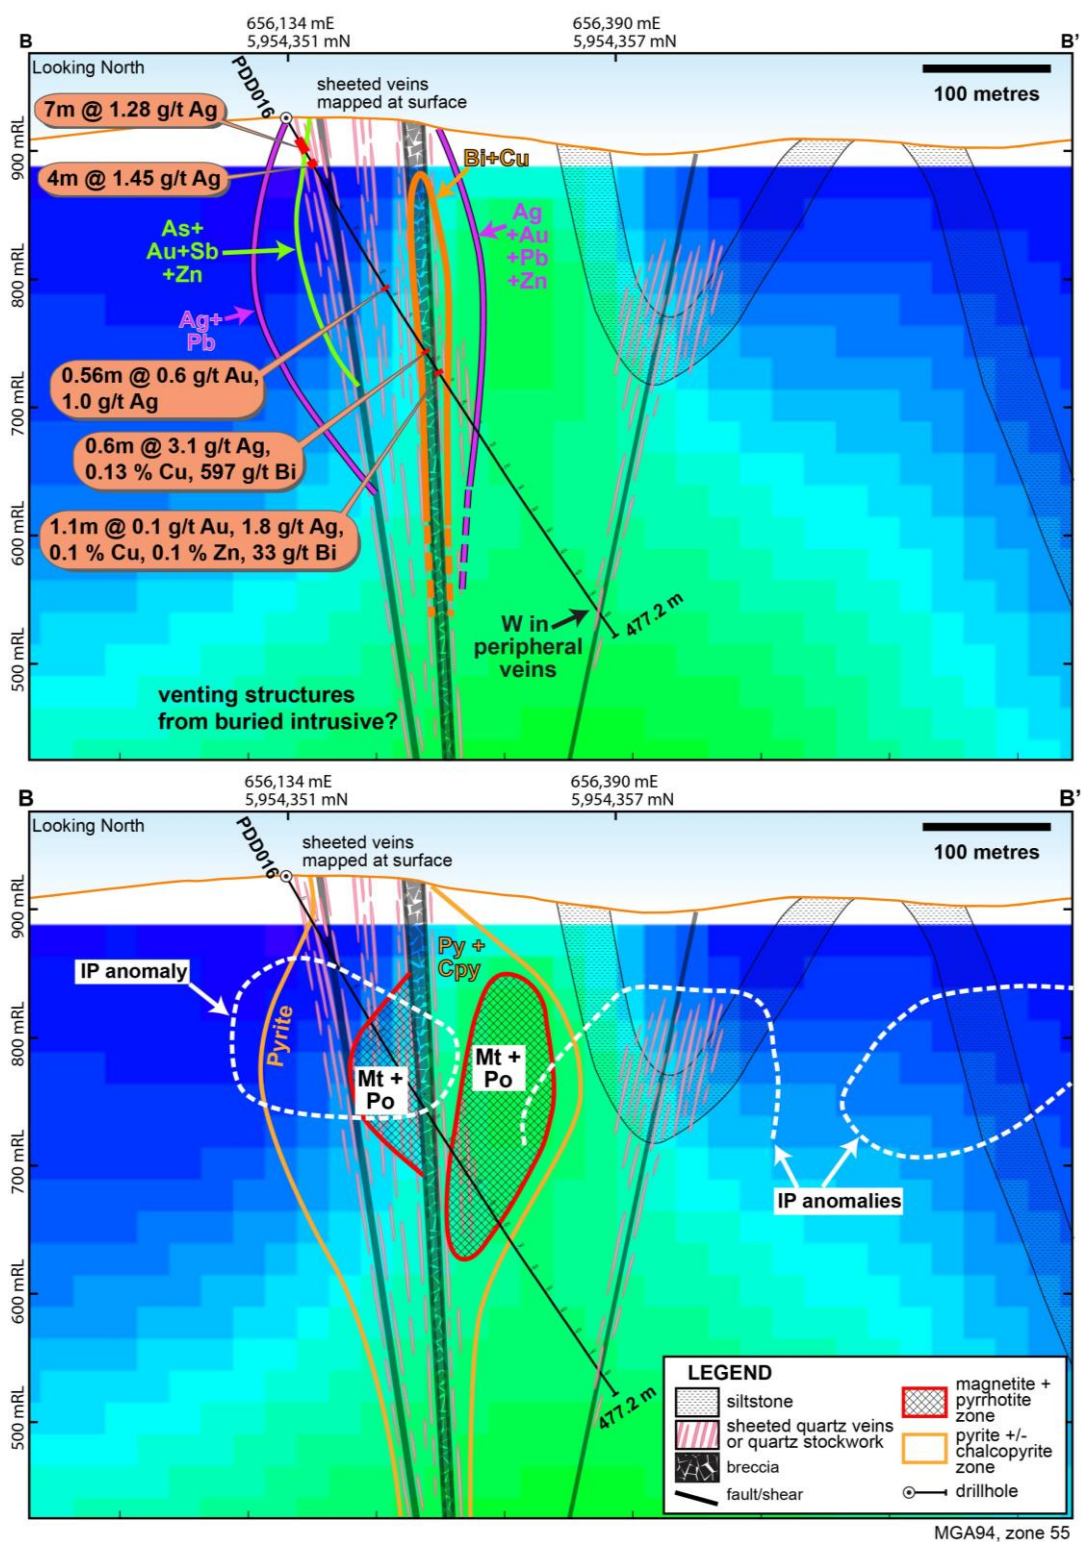 656,134 mE
5,954,351 mN
656,390 mE
5,954,357 mN
B
B'
Looking North
PDD016
sheeted veins
mapped at surface
100 metres
7m @ 1.28 g/t Ag
4m @ 1.45 g/t Ag
Bi+Cu
As+
Au+Sb
+Zn
Ag
+Au
+Pb
+Zn
Ag+
Pb
0.56m @ 0.6 g/t Au,
1.0 g/t Ag
0.6m @ 3.1 g/t Ag,
0.13 % Cu, 597 g/t Bi
1.1m @ 0.1 g/t Au, 1.8 g/t Ag,
0.1 % Cu, 0.1 % Zn, 33 g/t Bi
W in
peripheral
veins
477.2 m
venting structures
from buried intrusive?
900 mRL
800 mRL
700 mRL
600 mRL
500 mRL
656,134 mE
5,954,351 mN
656,390 mE
5,954,357 mN
B
B'
Looking North
PDD016
sheeted veins
mapped at surface
100 metres
IP anomaly
Pyrite
Py +
Cpy
Mt +
Po
Mt +
Po
IP anomalies
477.2 m
900 mRL
800 mRL
700 mRL
600 mRL
500 mRL
LEGEND
siltstone
sheeted quartz veins
or quartz stockwork
breccia
fault/shear
magnetite +
pyrrhotite
zone
pyrite +/-
chalcopyrite
zone
drillhole
MGA94, zone 55